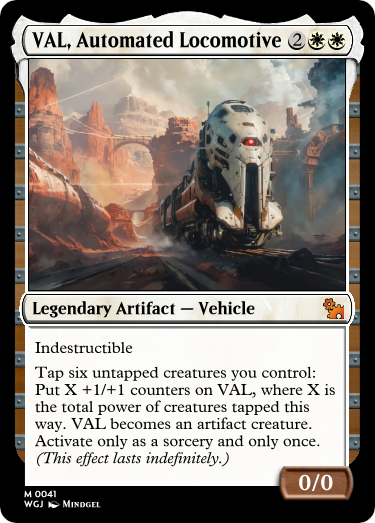 VAL, Automated Locomotive 2
Legendary Artifact — Vehicle
Indestructible
Tap six untapped creatures you control:
Put X +1/+1 counters on VAL, where X is
the total power of creatures tapped this
way. VAL becomes an artifact creature.
Activate only as a sorcery and only once.
(This effect lasts indefinitely.)
0/0
M 0041
WGJ Mindgel